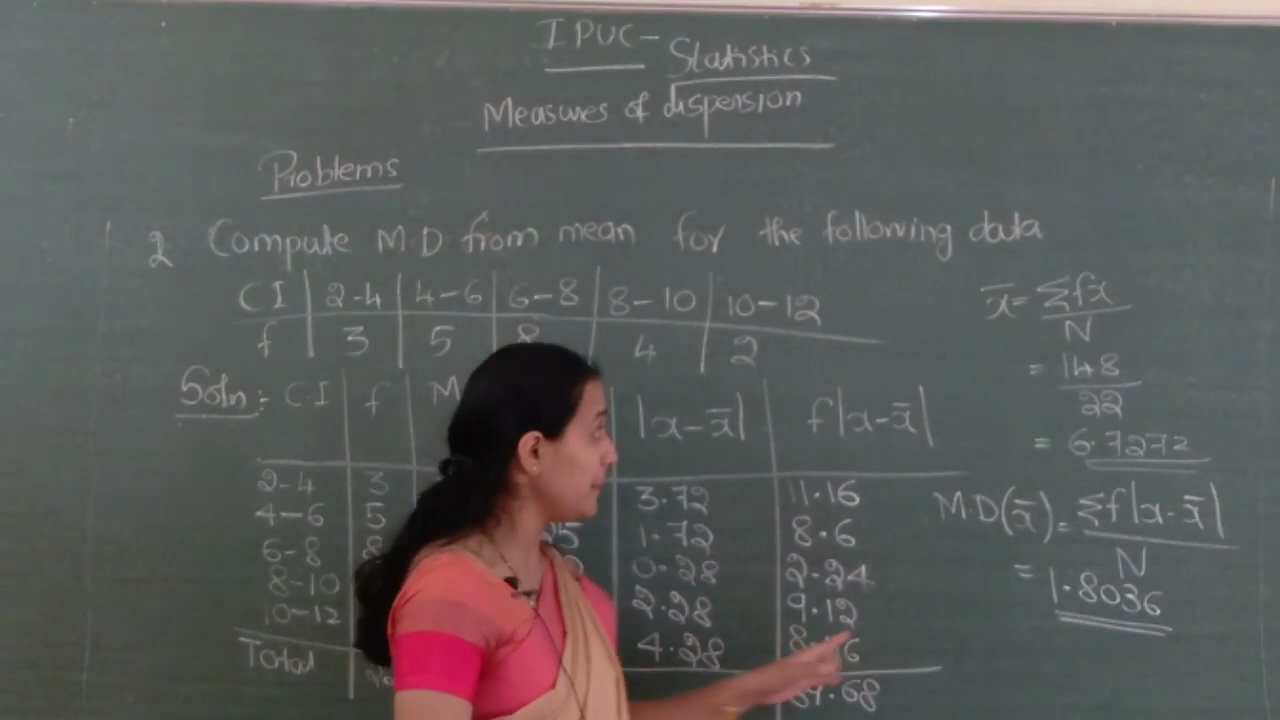 I PUC - Statistics
Measures of dispension
Problems
2 Compute M.D from mean for the following data
CI 2-4 4-6 6-8 8-10 10-12
f 3 5 8 4 2
Soln:- CI f M |x-x̄| f|x-x̄|
2-4 3 3.72 11.16
4-6 5 1.72 8.6
6-8 8 0.28 2.24
8-10 2.28 9.12
10-12 4.28
Total
x̄ = Σfx
N
= 148
22
= 6.7272
M.D(x̄) = Σf|x-x̄|
N
= 1.8036